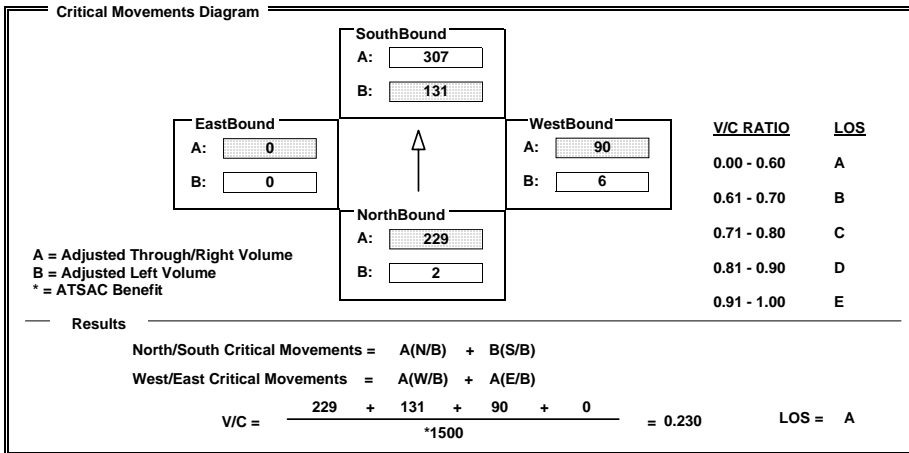 Critical Movements Diagram
SouthBound
A: 307
B: 131
EastBound
A: 0
B: 0
WestBound
A: 90
B: 6
NorthBound
A: 229
B: 2
V/C RATIO LOS
0.00 - 0.60 A
0.61 - 0.70 B
0.71 - 0.80 C
0.81 - 0.90 D
0.91 - 1.00 E
A = Adjusted Through/Right Volume
B = Adjusted Left Volume
* = ATSAC Benefit
Results
North/South Critical Movements = A(N/B) + B(S/B)
West/East Critical Movements = A(W/B) + A(E/B)
229 + 131 + 90 + 0
V/C = = 0.230 LOS = A
*1500